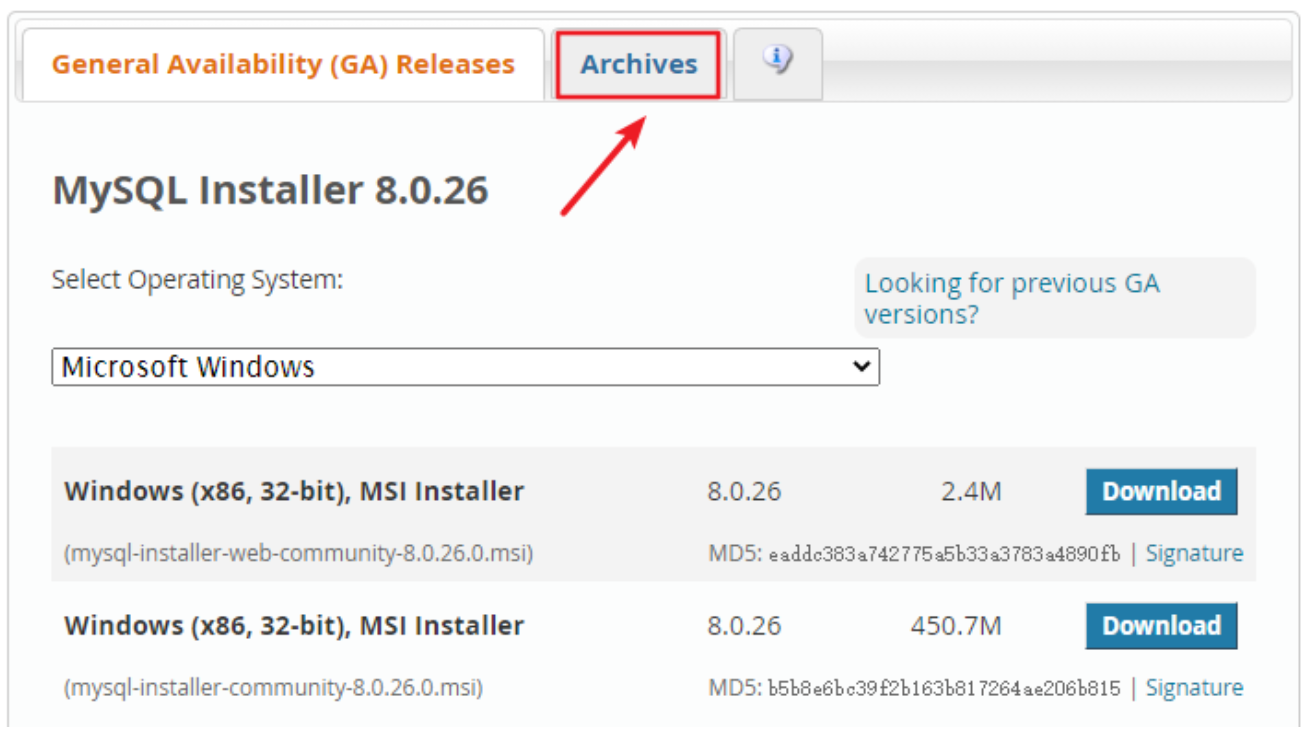 General Availability (GA) Releases
Archives
MySQL Installer 8.0.26
Select Operating System:
Looking for previous GA
versions?
Microsoft Windows
Windows (x86, 32-bit), MSI Installer 8.0.26 2.4M Download
(mysql-installer-web-community-8.0.26.0.msi) MD5: eaddc383a742775a5b33a3783a4890fb | Signature
Windows (x86, 32-bit), MSI Installer 8.0.26 450.7M Download
(mysql-installer-community-8.0.26.0.msi) MD5: b5b8e6bc39f2b163b817264ae206b815 | Signature